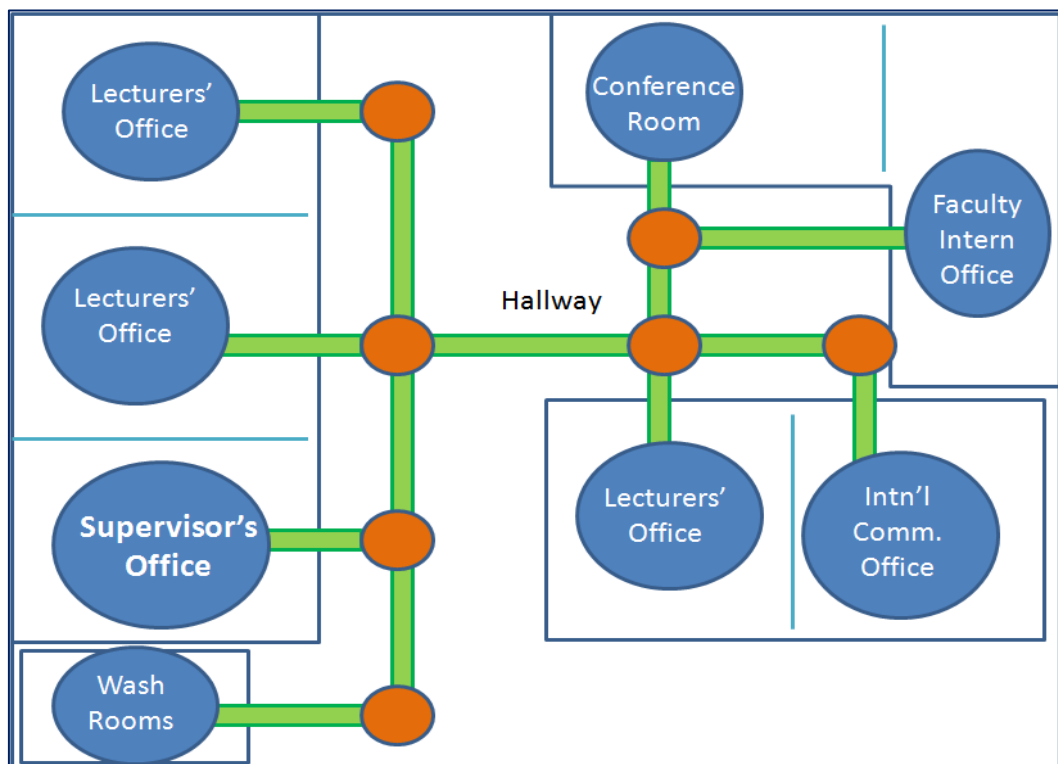 Lecturers’
Office
Conference
Room
Faculty
Intern
Office
Lecturers’
Office
Hallway
Supervisor’s
Office
Lecturers’
Office
Intn’l
Comm.
Office
Wash
Rooms